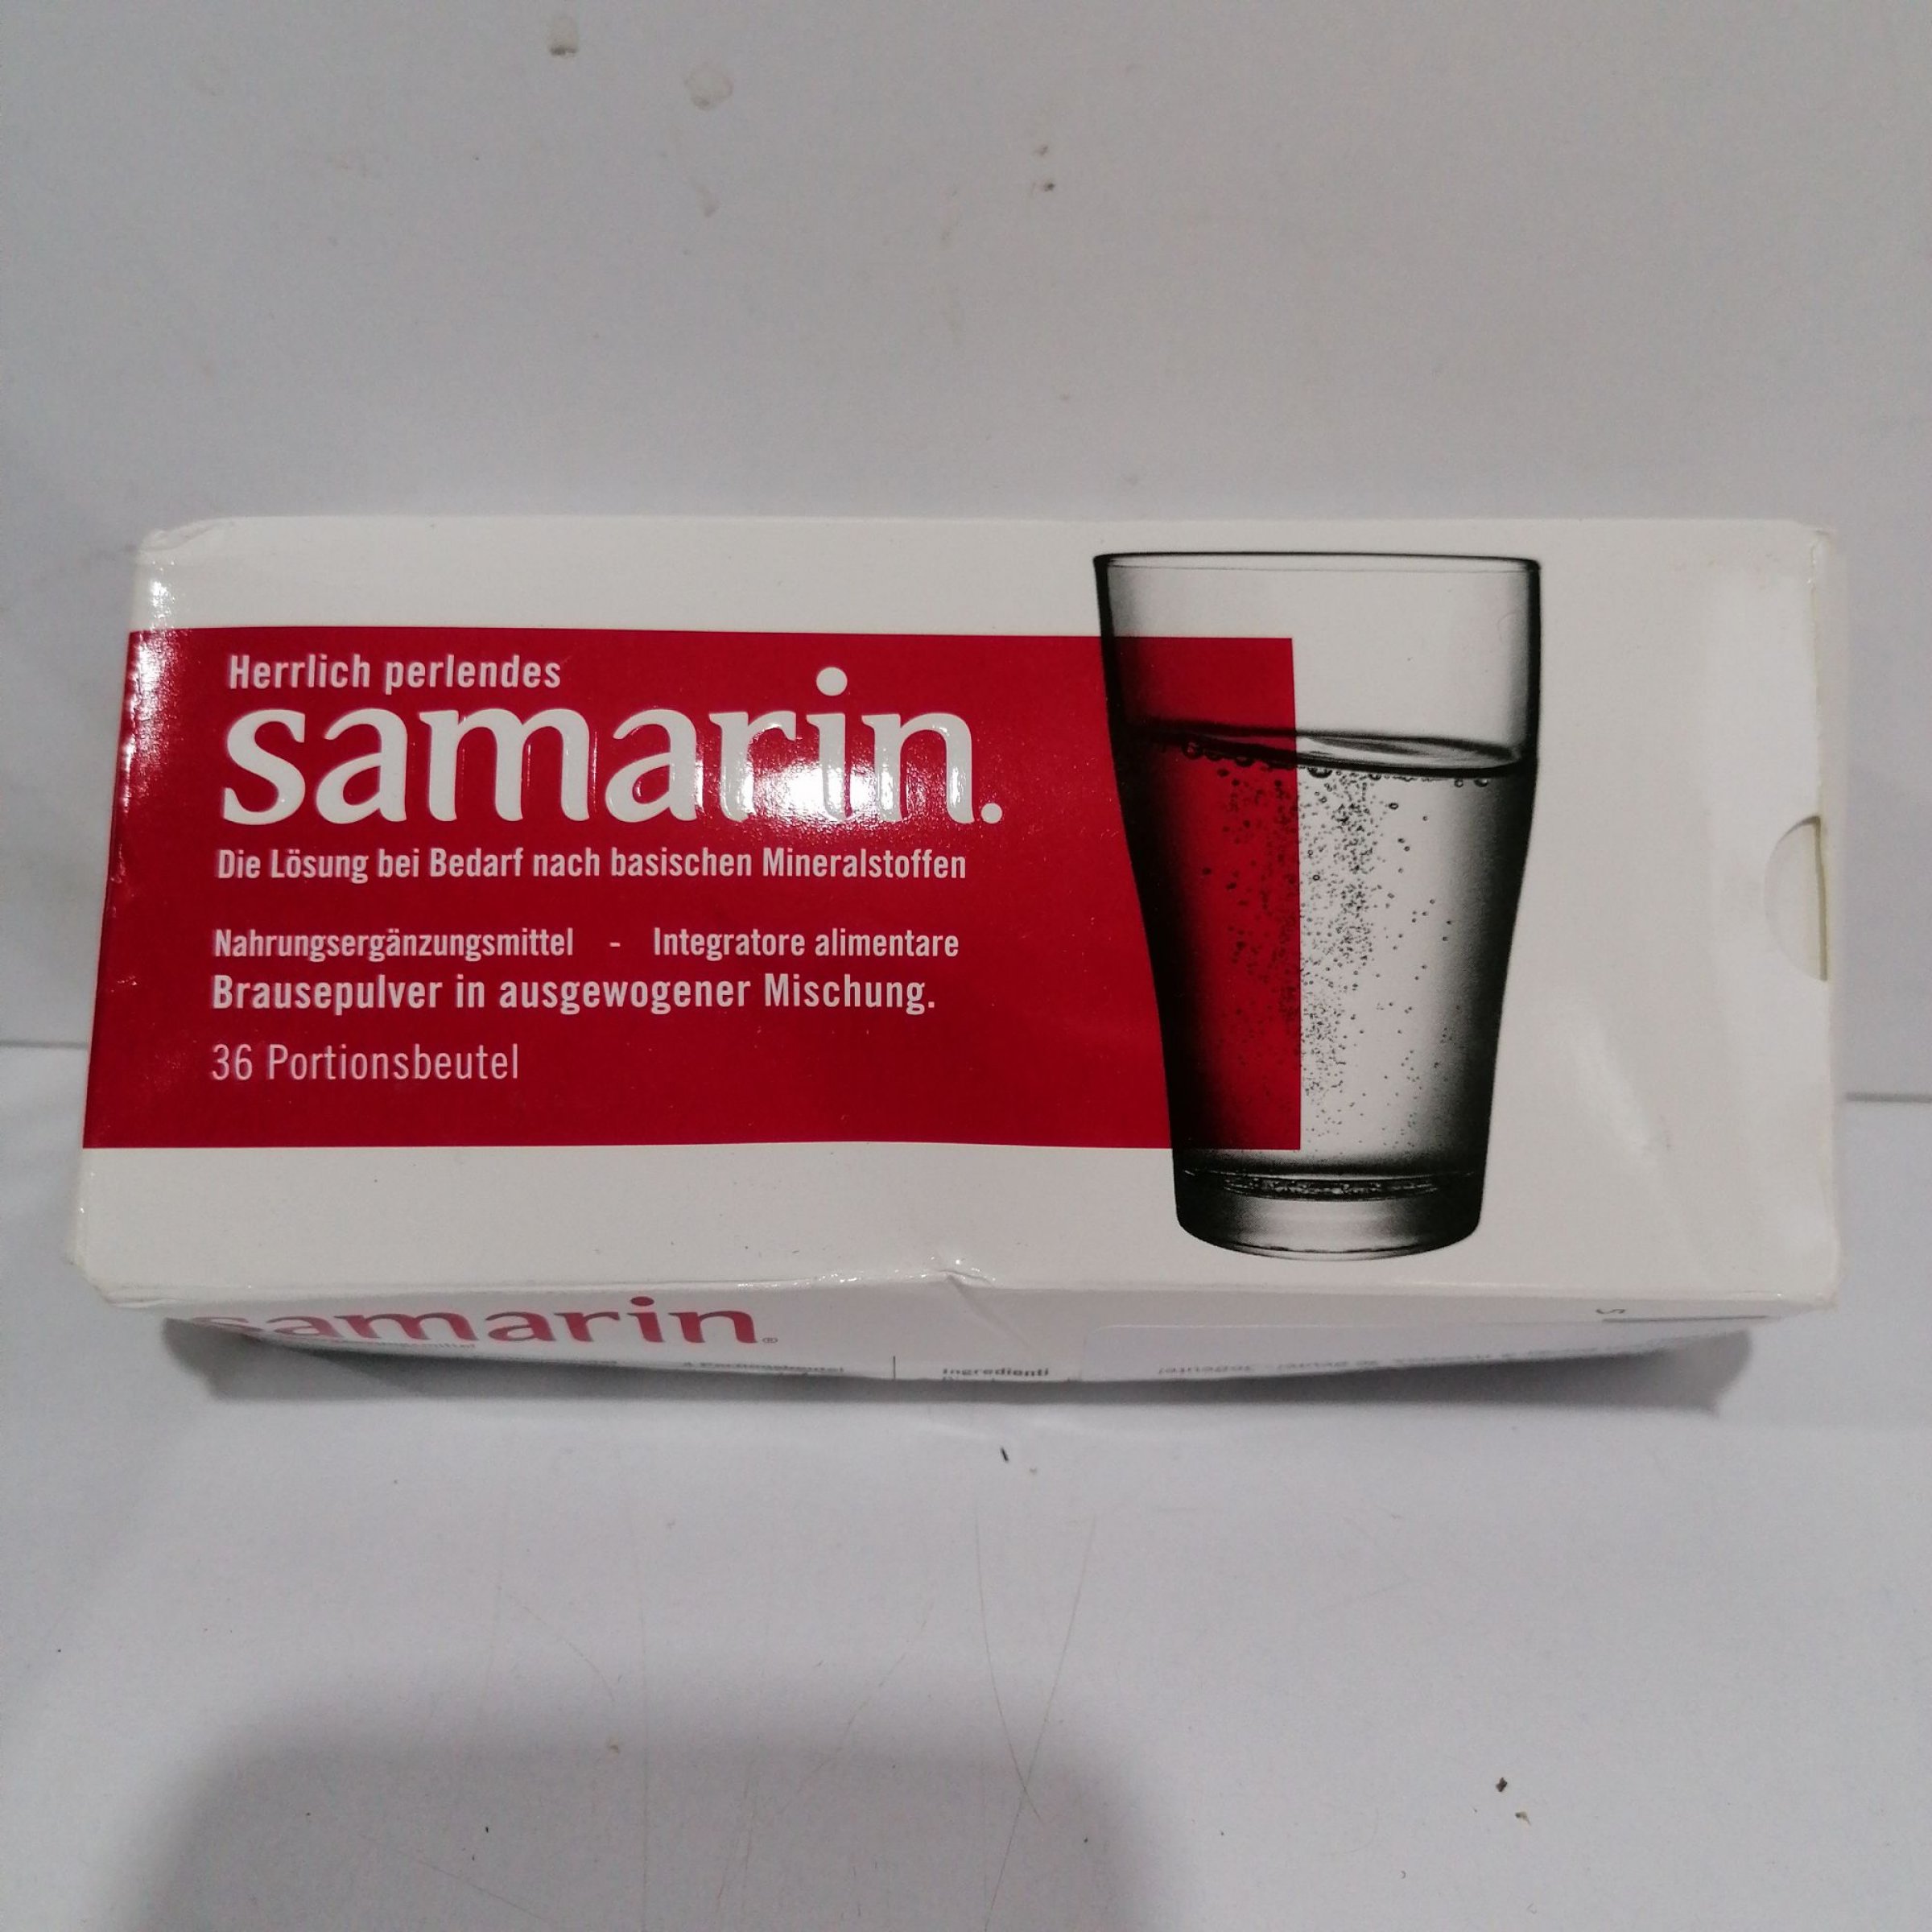 Herrlich perlendes
samarin.
Die Lösung bei Bedarf nach basischen Mineralstoffen
Nahrungsergänzungsmittel - Integratore alimentare
Brausepulver in ausgewogener Mischung.
36 Portionsbeutel
samarin®
Ingredienti